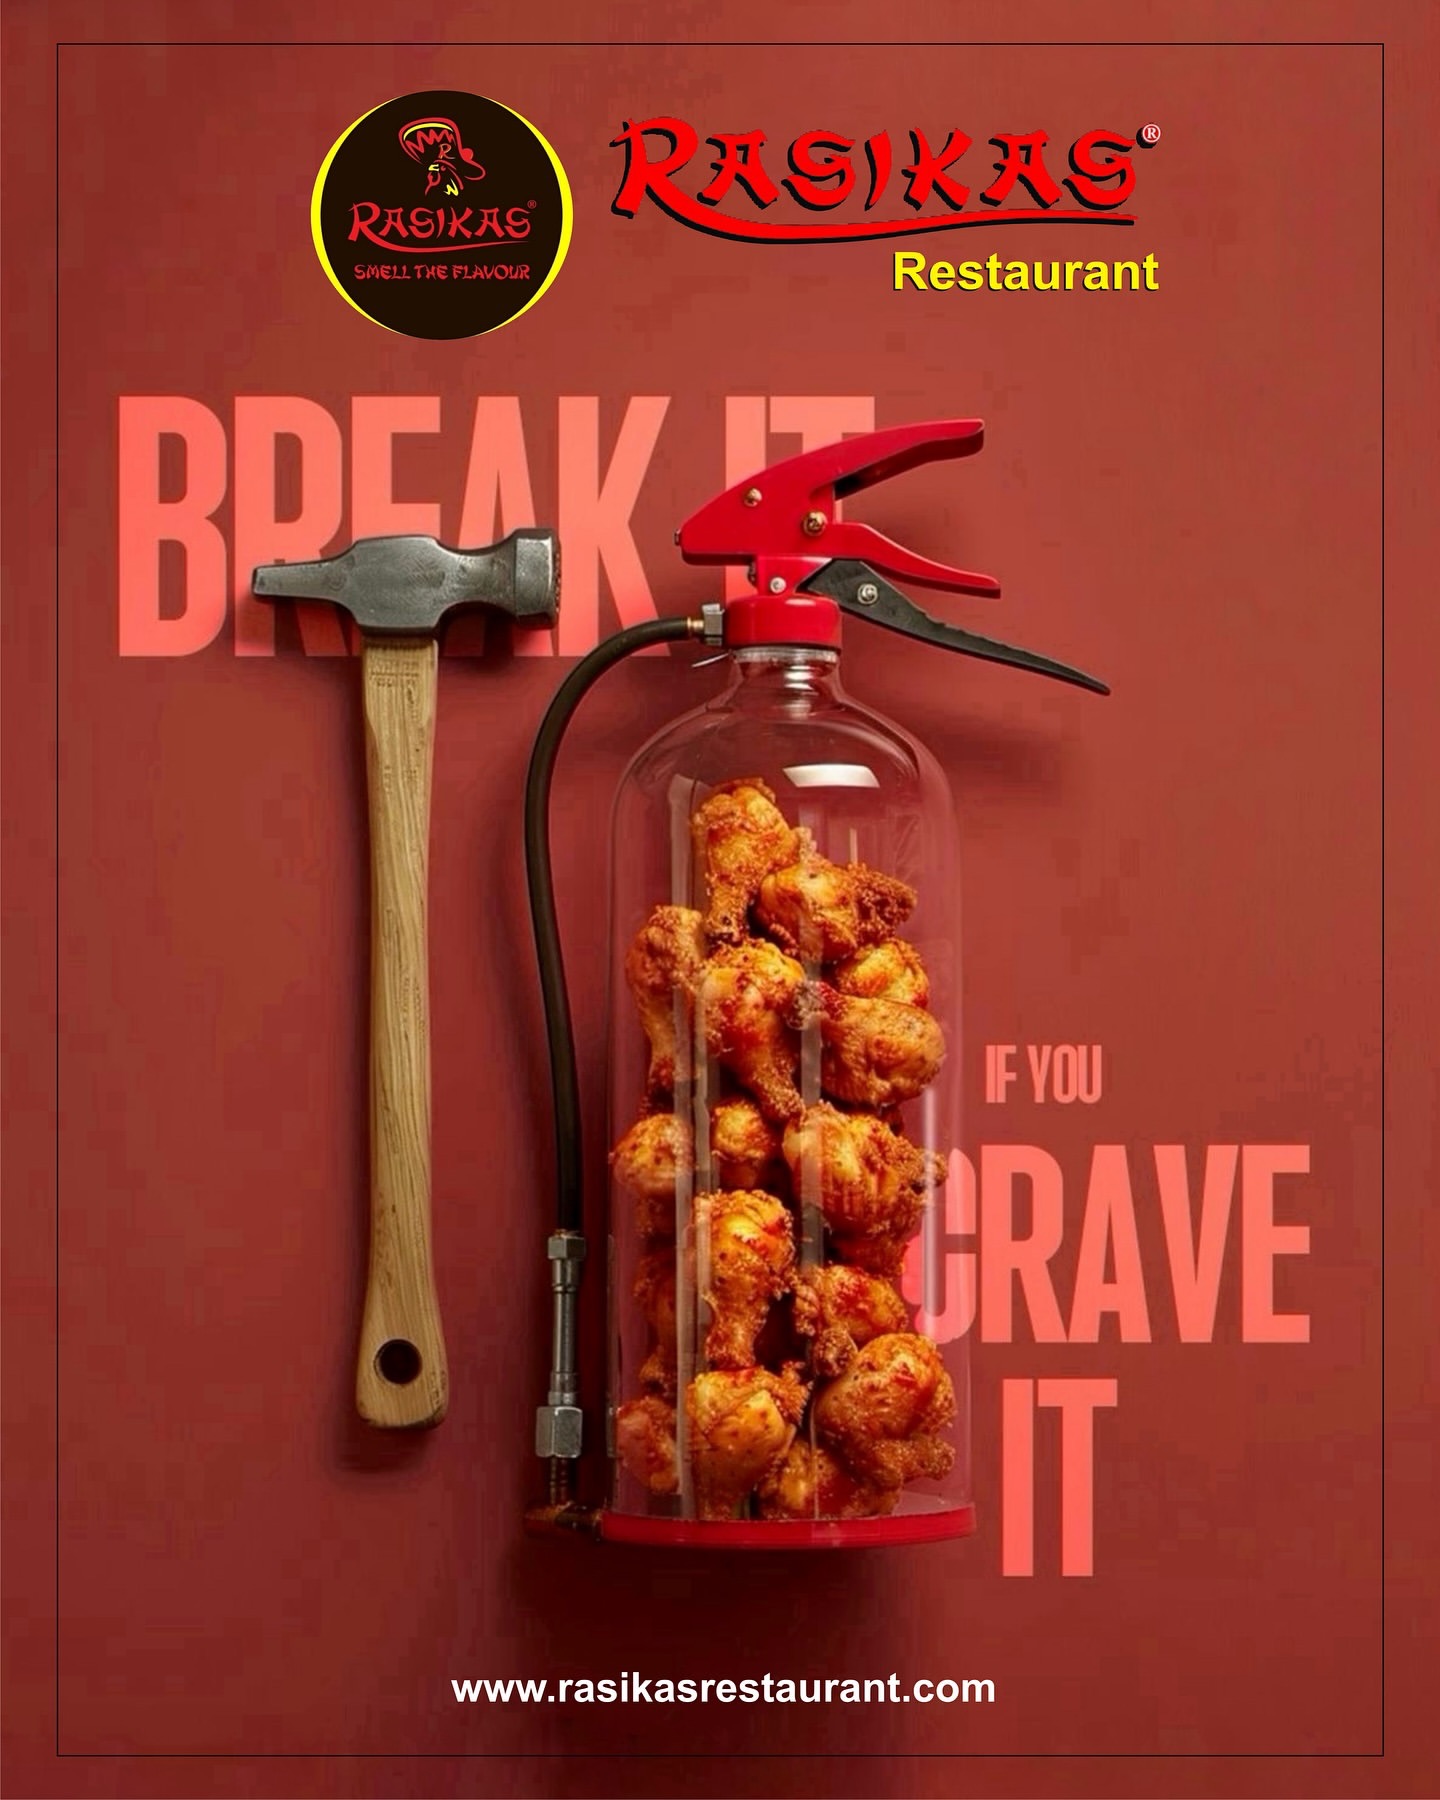 RASIKAS®
SMELL THE FLAVOUR
RASIKAS®
Restaurant
BREAK IT
IF YOU
CRAVE
IT
www.rasikasrestaurant.com